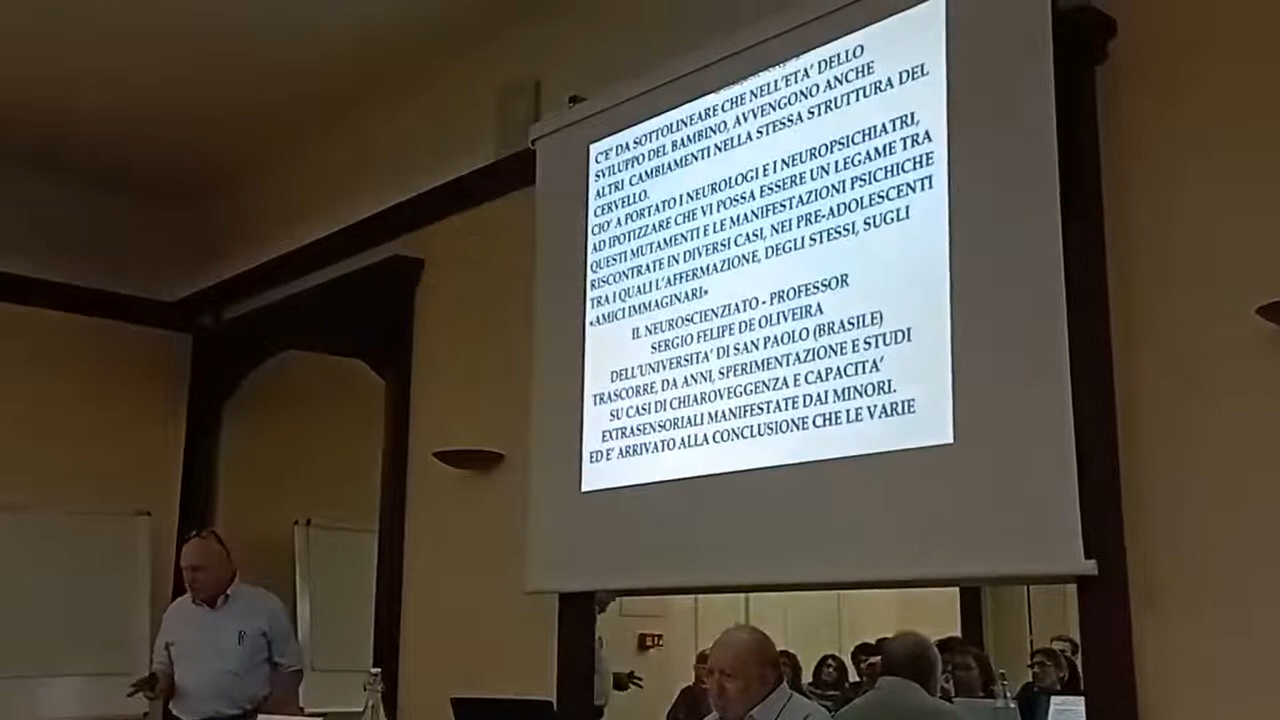 C'E' DA SOTTOLINEARE CHE NELL'ETA' DELLO
SVILUPPO DEL BAMBINO, AVVENGONO ANCHE
ALTRI CAMBIAMENTI NELLA STESSA STRUTTURA DEL
CERVELLO.
CIO' A PORTATO I NEUROLOGI E I NEUROPSICHIATRI,
AD IPOTIZZARE CHE VI POSSA ESSERE UN LEGAME TRA
QUESTI MUTAMENTI E LE MANIFESTAZIONI PSICHICHE
RISCONTRATE IN DIVERSI CASI, NEI PRE-ADOLESCENTI
TRA I QUALI L'AFFERMAZIONE, DEGLI STESSI, SUGLI
«AMICI IMMAGINARI»
IL NEUROSCIENZIATO - PROFESSOR
SERGIO FELIPE DE OLIVEIRA
DELL'UNIVERSITA' DI SAN PAOLO (BRASILE)
TRASCORRE, DA ANNI, SPERIMENTAZIONE E STUDI
SU CASI DI CHIAROVEGGENZA E CAPACITA'
EXTRASENSORIALI MANIFESTATE DAI MINORI.
ED E' ARRIVATO ALLA CONCLUSIONE CHE LE VARIE